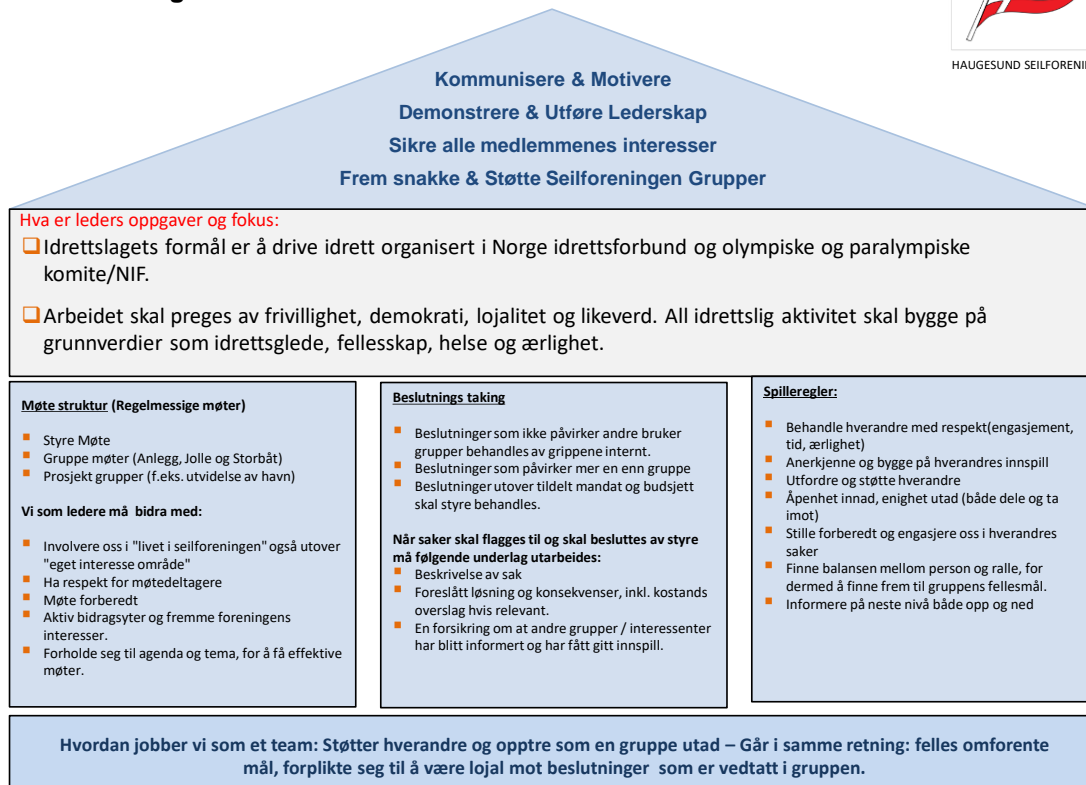 HAUGESUND SEILFORENI
Kommunisere & Motivere
Demonstrere & Utføre Lederskap
Sikre alle medlemmenes interesser
Frem snakke & Støtte Seilforeningen Grupper
Hva er leders oppgaver og fokus:
Idrettslagets formål er å drive idrett organisert i Norge idrettsforbund og olympiske og paralympiske
komite/NIF.
Arbeidet skal preges av frivillighet, demokrati, lojalitet og likeverd. All idrettslig aktivitet skal bygge på
grunnverdier som idrettsglede, fellesskap, helse og ærlighet.
Møte struktur (Regelmessige møter)
Styre Møte
Gruppe møter (Anlegg, Jolle og Storbåt)
Prosjekt grupper (f.eks. utvidelse av havn)
Vi som ledere må bidra med:
Involvere oss i "livet i seilforeningen" også utover
"eget interesse område"
Ha respekt for møtedeltagere
Møte forberedt
Aktiv bidragsyter og fremme foreningens
interesser.
Forholde seg til agenda og tema, for å få effektive
møter.
Beslutnings taking
Beslutninger som ikke påvirker andre bruker
grupper behandles av grippene internt.
Beslutninger som påvirker mer en enn gruppe
Beslutninger utover tildelt mandat og budsjett
skal styre behandles.
Når saker skal flagges til og skal besluttes av styre
må følgende underlag utarbeides:
Beskrivelse av sak
Foreslått løsning og konsekvenser, inkl. kostands
overslag hvis relevant.
En forsikring om at andre grupper / interessenter
har blitt informert og har fått gitt innspill.
Spilleregler:
Behandle hverandre med respekt(engasjement,
tid, ærlighet)
Anerkjenne og bygge på hverandres innspill
Utfordre og støtte hverandre
Åpenhet innad, enighet utad (både dele og ta
imot)
Stille forberedt og engasjere oss i hverandres
saker
Finne balansen mellom person og ralle, for
dermed å finne frem til gruppens fellesmål.
Informere på neste nivå både opp og ned
Hvordan jobber vi som et team: Støtter hverandre og opptre som en gruppe utad – Går i samme retning: felles omforente
mål, forplikte seg til å være lojal mot beslutninger som er vedtatt i gruppen.